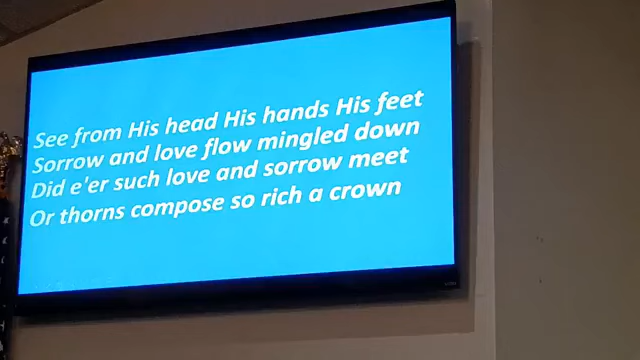 See from His head His hands His feet
Sorrow and love flow mingled down
Did e'er such love and sorrow meet
Or thorns compose so rich a crown